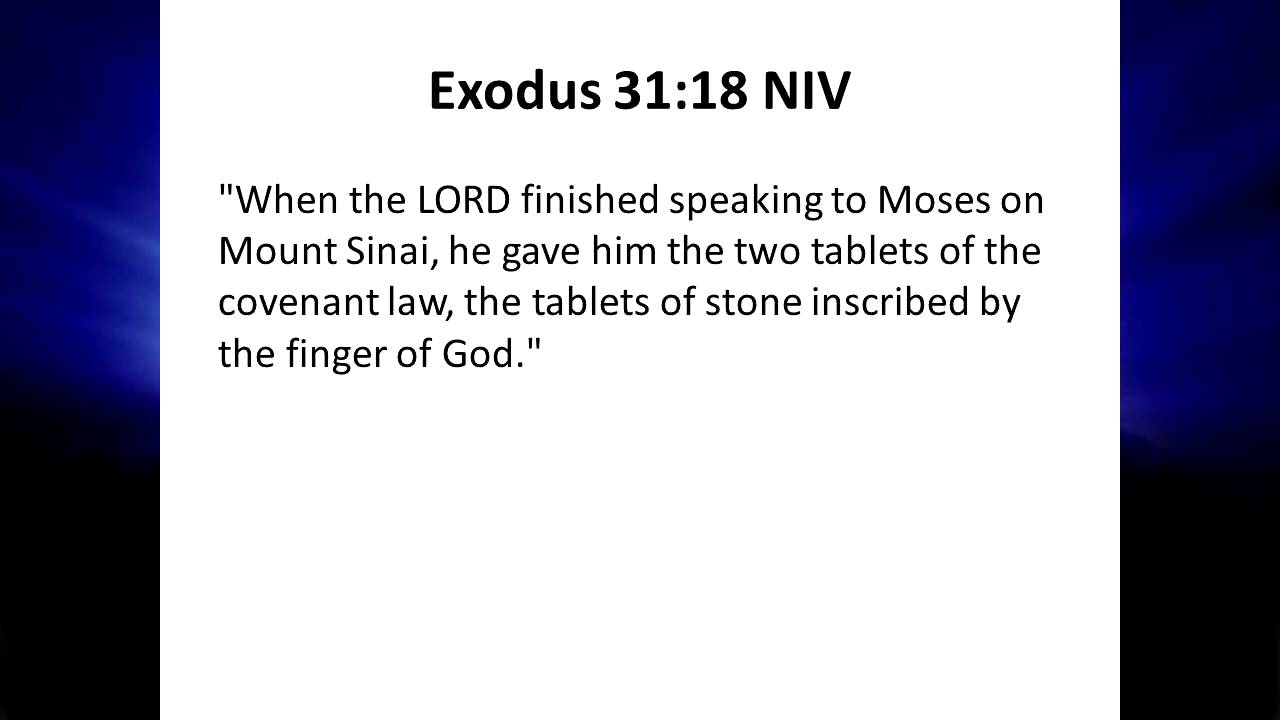 Exodus 31:18 NIV
"When the LORD finished speaking to Moses on
Mount Sinai, he gave him the two tablets of the
covenant law, the tablets of stone inscribed by
the finger of God."